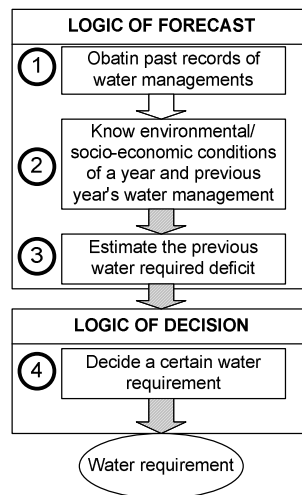 LOGIC OF FORECAST
1
Obatin past records of
water managements
2
Know environmental/
socio-economic conditions
of a year and previous
year's water management
3
Estimate the previous
water required deficit
LOGIC OF DECISION
4
Decide a certain water
requirement
Water requirement